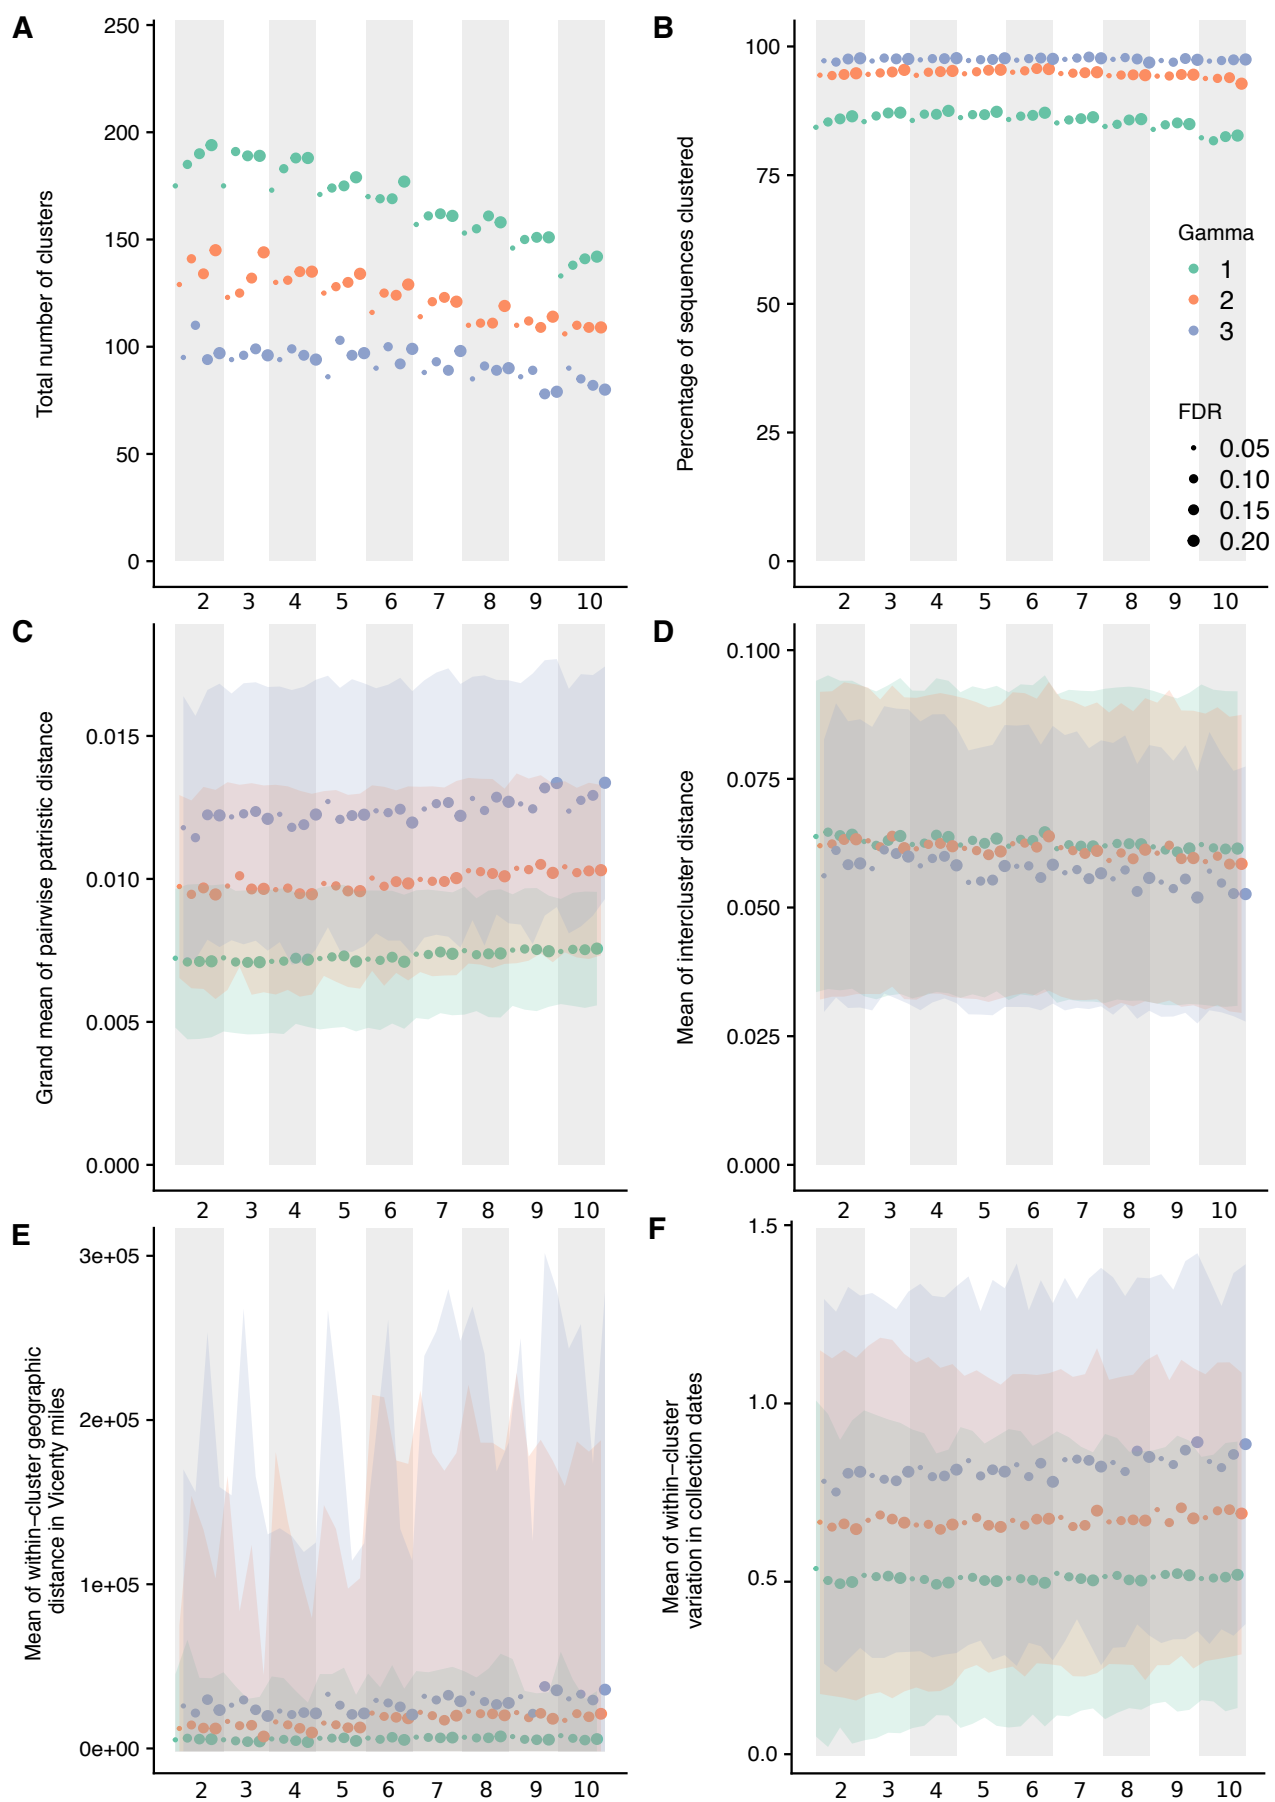 A
Total number of clusters
250
200
150
100
50
0
2 3 4 5 6 7 8 9 10
B
Percentage of sequences clustered
100
75
50
25
0
2 3 4 5 6 7 8 9 10
Gamma
1
2
3
FDR
0.05
0.10
0.15
0.20
C
Grand mean of pairwise patristic distance
0.015
0.010
0.005
0.000
2 3 4 5 6 7 8 9 10
D
Mean of intercluster distance
0.100
0.075
0.050
0.025
0.000
2 3 4 5 6 7 8 9 10
E
Mean of within−cluster geographic
distance in Vicenty miles
3e+05
2e+05
1e+05
0e+00
2 3 4 5 6 7 8 9 10
F
Mean of within−cluster
variation in collection dates
1.5
1.0
0.5
0.0
2 3 4 5 6 7 8 9 10